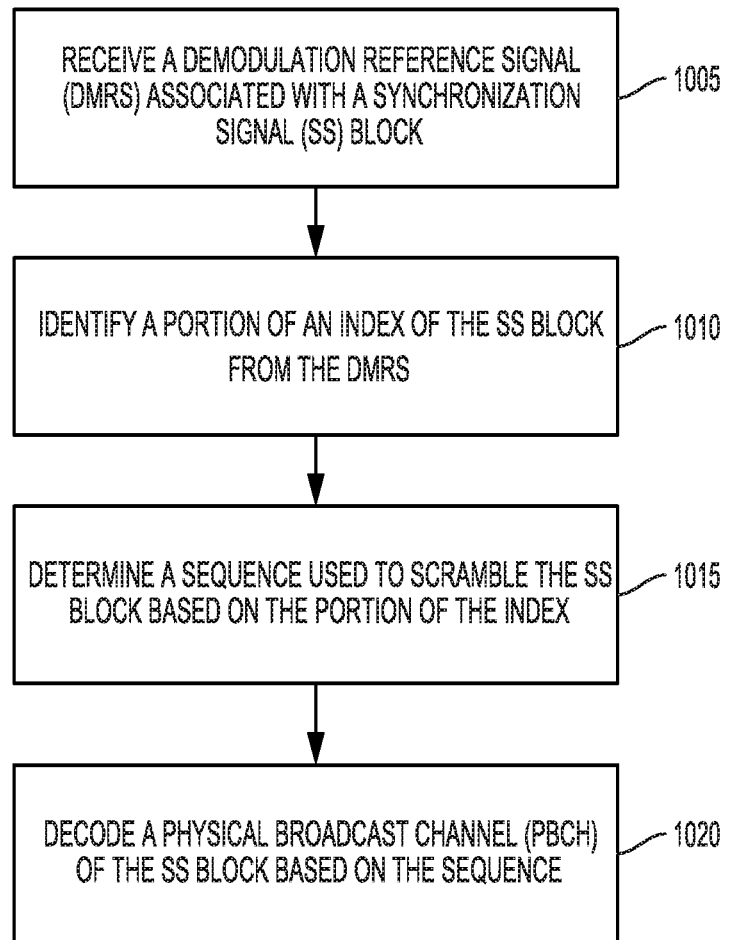 RECEIVE A DEMODULATION REFERENCE SIGNAL
(DMRS) ASSOCIATED WITH A SYNCHRONIZATION
SIGNAL (SS) BLOCK
1005
IDENTIFY A PORTION OF AN INDEX OF THE SS BLOCK
FROM THE DMRS
1010
DETERMINE A SEQUENCE USED TO SCRAMBLE THE SS
BLOCK BASED ON THE PORTION OF THE INDEX
1015
DECODE A PHYSICAL BROADCAST CHANNEL (PBCH)
OF THE SS BLOCK BASED ON THE SEQUENCE
1020